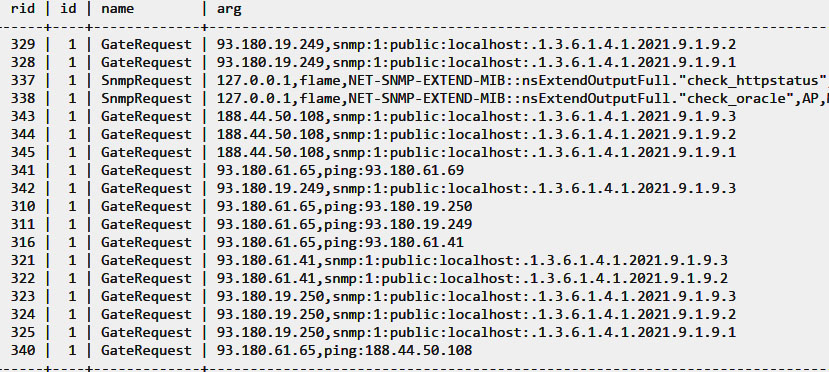 rid | id | name | arg
329 | 1 | GateRequest | 93.180.19.249,snmp:1:public:localhost:.1.3.6.1.4.1.2021.9.1.9.2
328 | 1 | GateRequest | 93.180.19.249,snmp:1:public:localhost:.1.3.6.1.4.1.2021.9.1.9.1
337 | 1 | SnmpRequest | 127.0.0.1,flame,NET-SNMP-EXTEND-MIB::nsExtendOutputFull."check_httpstatus",
338 | 1 | SnmpRequest | 127.0.0.1,flame,NET-SNMP-EXTEND-MIB::nsExtendOutputFull."check_oracle",AP,
343 | 1 | GateRequest | 188.44.50.108,snmp:1:public:localhost:.1.3.6.1.4.1.2021.9.1.9.3
344 | 1 | GateRequest | 188.44.50.108,snmp:1:public:localhost:.1.3.6.1.4.1.2021.9.1.9.2
345 | 1 | GateRequest | 188.44.50.108,snmp:1:public:localhost:.1.3.6.1.4.1.2021.9.1.9.1
341 | 1 | GateRequest | 93.180.61.65,ping:93.180.61.69
342 | 1 | GateRequest | 93.180.19.249,snmp:1:public:localhost:.1.3.6.1.4.1.2021.9.1.9.3
310 | 1 | GateRequest | 93.180.61.65,ping:93.180.19.250
311 | 1 | GateRequest | 93.180.61.65,ping:93.180.19.249
316 | 1 | GateRequest | 93.180.61.65,ping:93.180.61.41
321 | 1 | GateRequest | 93.180.61.41,snmp:1:public:localhost:.1.3.6.1.4.1.2021.9.1.9.3
322 | 1 | GateRequest | 93.180.61.41,snmp:1:public:localhost:.1.3.6.1.4.1.2021.9.1.9.2
323 | 1 | GateRequest | 93.180.19.250,snmp:1:public:localhost:.1.3.6.1.4.1.2021.9.1.9.3
324 | 1 | GateRequest | 93.180.19.250,snmp:1:public:localhost:.1.3.6.1.4.1.2021.9.1.9.2
325 | 1 | GateRequest | 93.180.19.250,snmp:1:public:localhost:.1.3.6.1.4.1.2021.9.1.9.1
340 | 1 | GateRequest | 93.180.61.65,ping:188.44.50.108